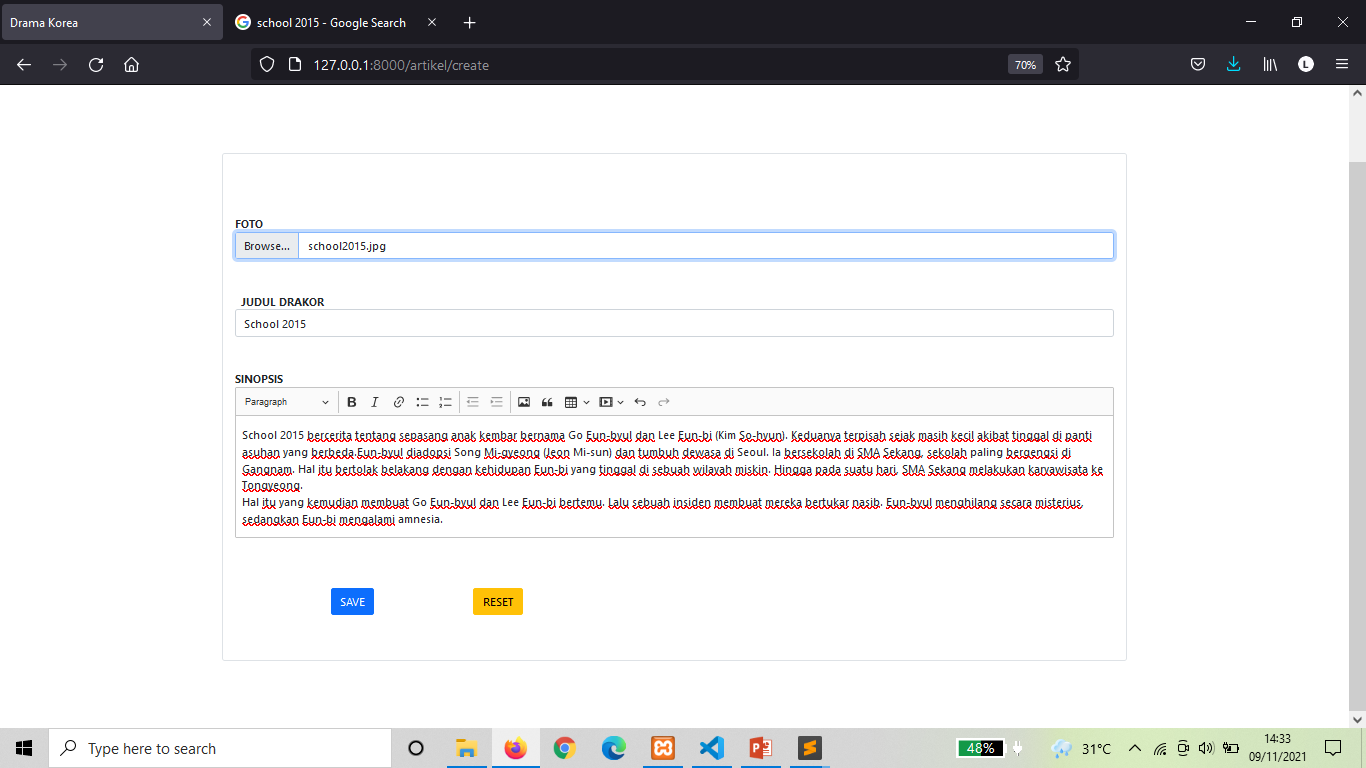 Drama Korea
school 2015 - Google Search
127.0.0.1:8000/artikel/create
70%
L
FOTO
Browse... school2015.jpg
JUDUL DRAKOR
School 2015
SINOPSIS
Paragraph B I
School 2015 bercerita tentang sepasang anak kembar bernama Go Eun-byul dan Lee Eun-bi (Kim So-hyun). Keduanya terpisah sejak masih kecil akibat tinggal di panti
asuhan yang berbeda.Eun-byul diadopsi Song Mi-gyeong (Jeon Mi-sun) dan tumbuh dewasa di Seoul. Ia bersekolah di SMA Sekang, sekolah paling bergengsi di
Gangnam. Hal itu bertolak belakang dengan kehidupan Eun-bi yang tinggal di sebuah wilayah miskin. Hingga pada suatu hari, SMA Sekang melakukan karyawisata ke
Tongyeong.
Hal itu yang kemudian membuat Go Eun-byul dan Lee Eun-bi bertemu. Lalu sebuah insiden membuat mereka bertukar nasib. Eun-byul menghilang secara misterius,
sedangkan Eun-bi mengalami amnesia.
SAVE RESET
Type here to search
48%
31°C
14:33
09/11/2021